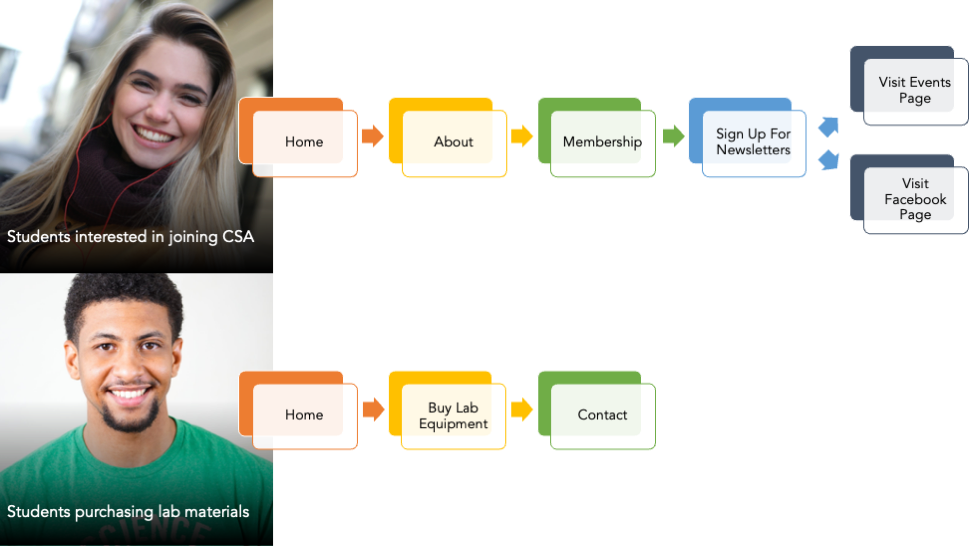 Home
About
Membership
Sign Up For
Newsletters
Visit Events
Page
Visit
Facebook
Page
Students interested in joining CSA
Home
Buy Lab
Equipment
Contact
Students purchasing lab materials
SCIENCE